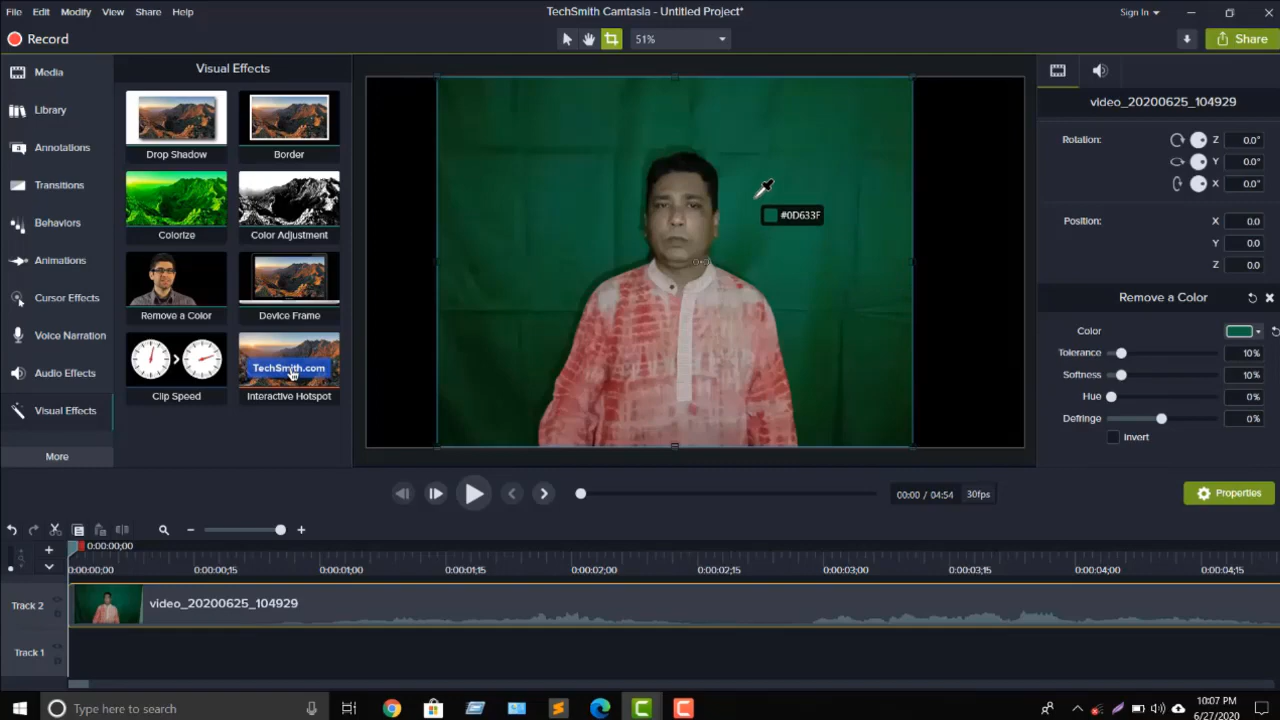 File Edit Modify View Share Help
TechSmith Camtasia - Untitled Project*
Sign In
Record
51%
Share
Media
Library
Annotations
Transitions
Behaviors
Animations
Cursor Effects
Voice Narration
Audio Effects
Visual Effects
More
Visual Effects
Drop Shadow
Border
Colorize
Color Adjustment
Remove a Color
Device Frame
TechSmith.com
Clip Speed
Interactive Hotspot
#0D633F
video_20200625_104929
Rotation:
Z 0.0°
Y 0.0°
X 0.0°
Position:
X 0.0
Y 0.0
Z 0.0
Remove a Color
Color
Tolerance 10%
Softness 10%
Hue 0%
Defringe 0%
Invert
00:00 / 04:54 30fps
Properties
0:00:00;00
0:00:00;00 0:00:00;15 0:00:01;00 0:00:01;15 0:00:02;00 0:00:02;15 0:00:03;00 0:00:03;15 0:00:04;00 0:00:04;15
Track 2
video_20200625_104929
Track 1
Type here to search
10:07 PM
6/27/2020